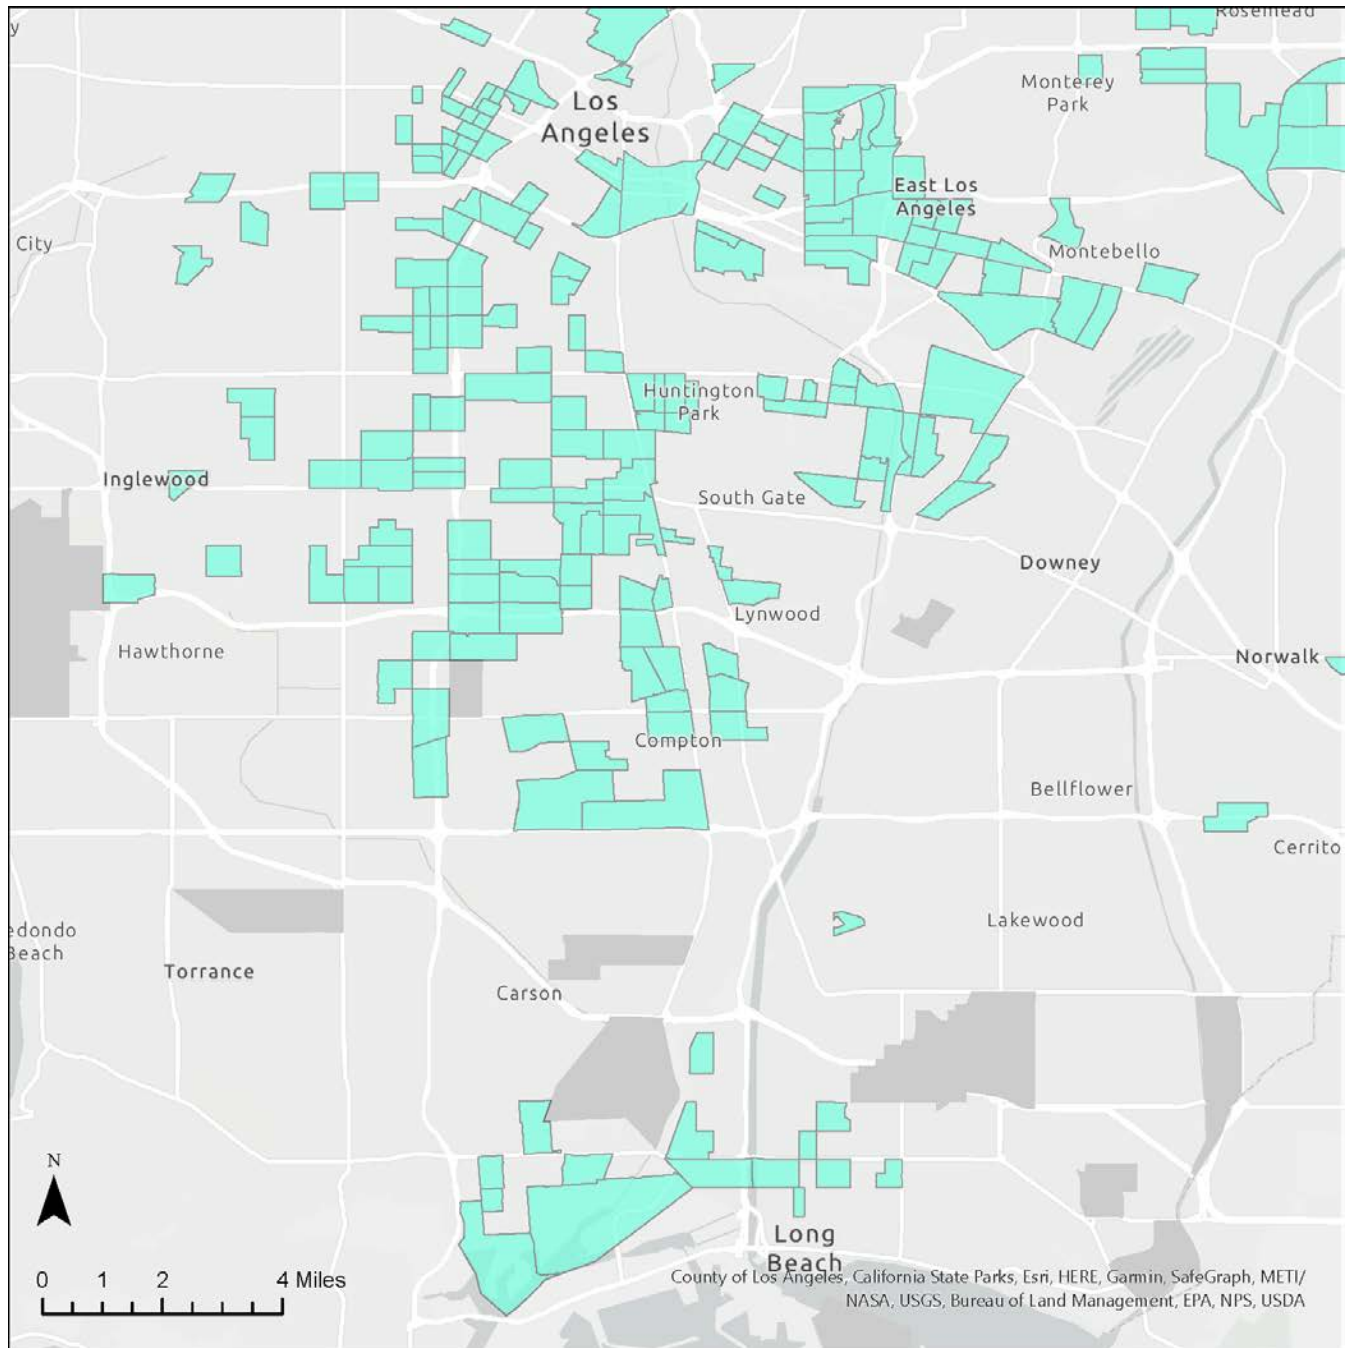 y
Rosemead
Monterey
Park
Los
Angeles
East Los
Angeles
City
Montebello
Huntington
Park
Inglewood
South Gate
Downey
Lynwood
Hawthorne
Norwalk
Compton
Bellflower
Cerrito
edondo
Beach
Lakewood
Torrance
Carson
N
Long
Beach
0 1 2 4 Miles
County of Los Angeles, California State Parks, Esri, HERE, Garmin, SafeGraph, METI/
NASA, USGS, Bureau of Land Management, EPA, NPS, USDA